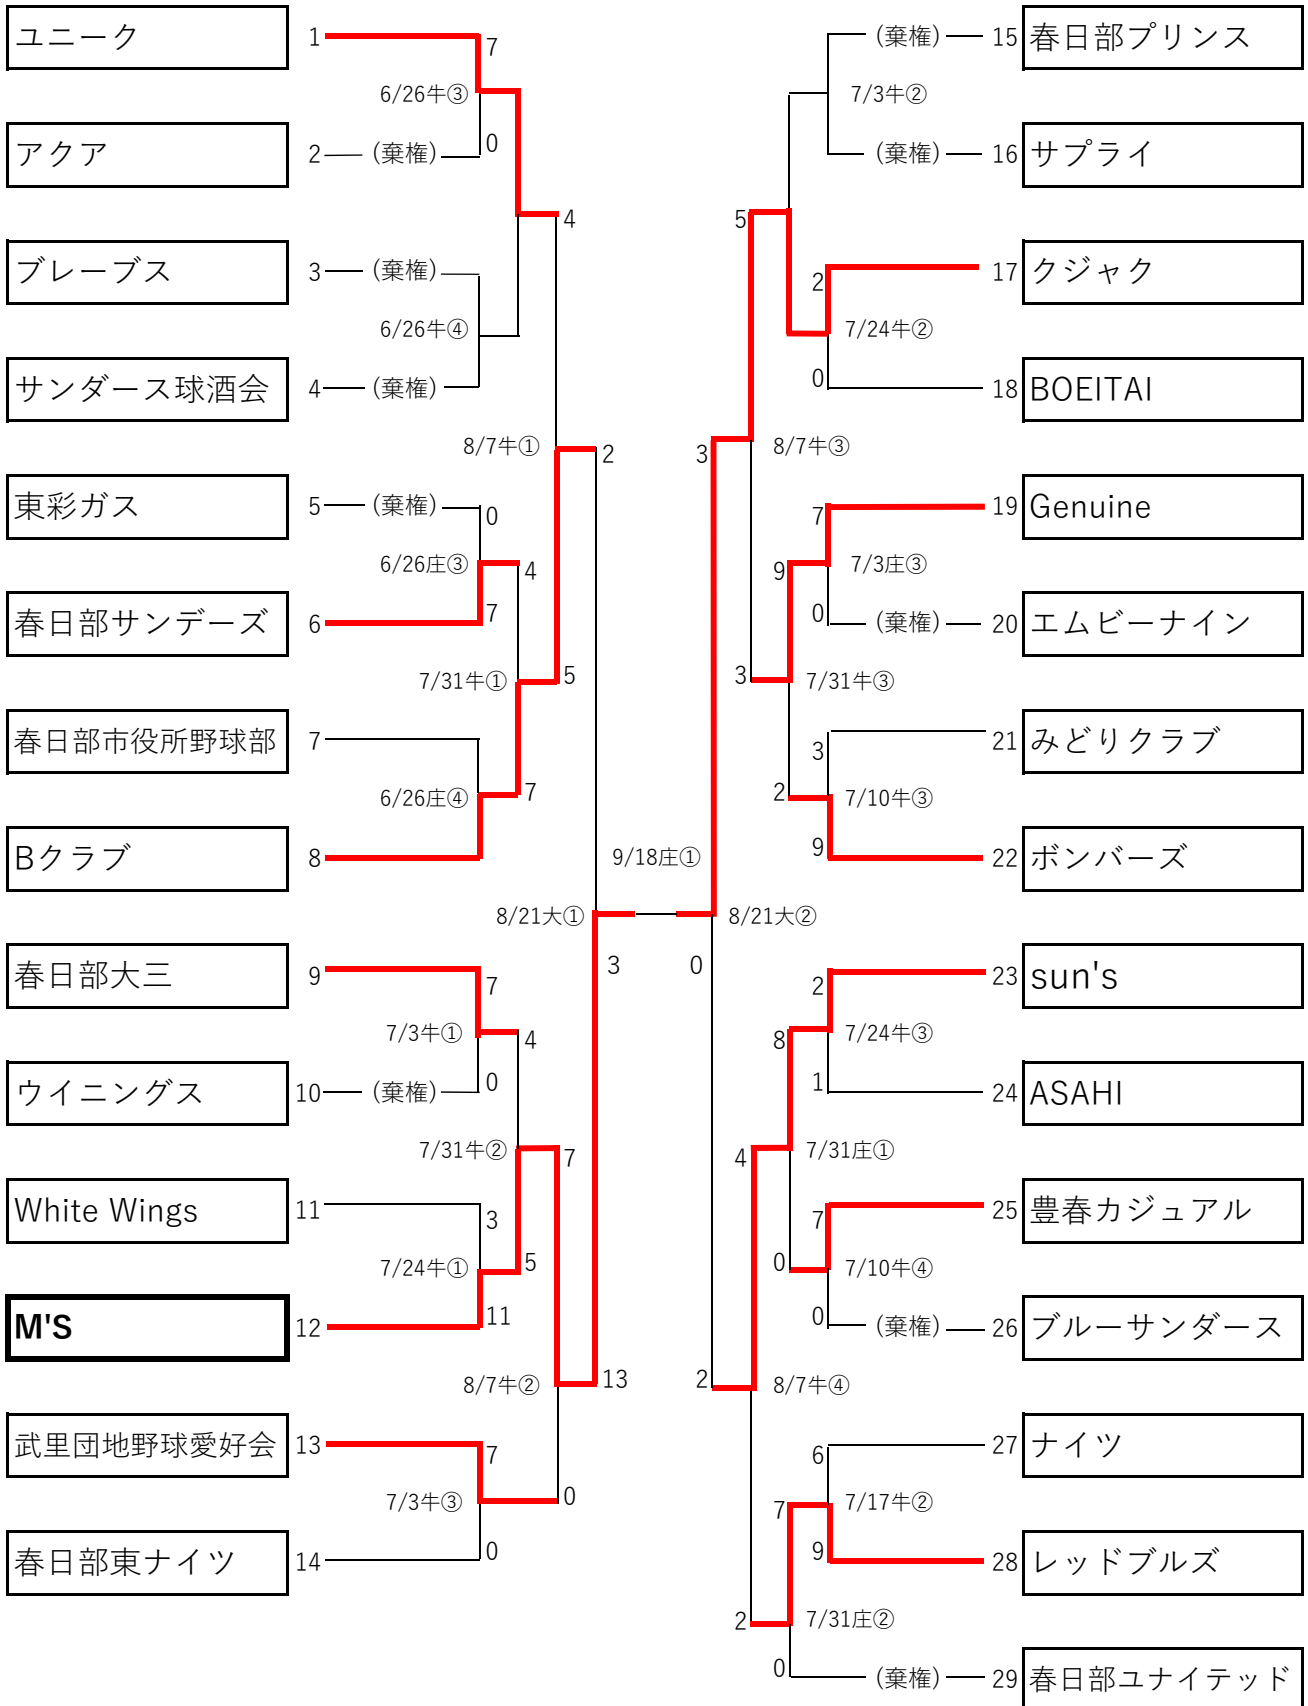 ユニーク 1 7
6/26牛③
アクア 2 (棄権) 0
4
ブレーブス 3 (棄権)
6/26牛④
サンダース球酒会 4 (棄権)
8/7牛① 2
東彩ガス 5 (棄権) 0
6/26庄③ 4
春日部サンデーズ 6 7
7/31牛① 5
春日部市役所野球部 7
6/26庄④ 7
Bクラブ 8
8/21大① 3
春日部大三 9 7
7/3牛① 4
ウイニングス 10 (棄権) 0
7/31牛② 7
White Wings 11 3
7/24牛① 5
M'S 12 11
8/7牛② 13
武里団地野球愛好会 13 7
7/3牛③ 0
春日部東ナイツ 14 0
9/18庄①
(棄権) 15 春日部プリンス
7/3牛②
(棄権) 16 サプライ
5
2 17 クジャク
7/24牛②
0 18 BOEITAI
3 8/7牛③
7 19 Genuine
9 7/3庄③
0 (棄権) 20 エムビーナイン
3 7/31牛③
3 21 みどりクラブ
2 7/10牛③
9 22 ボンバーズ
0 8/21大②
2 23 sun's
8 7/24牛③
1 24 ASAHI
4 7/31庄①
7 25 豊春カジュアル
0 7/10牛④
0 (棄権) 26 ブルーサンダース
2 8/7牛④
6 27 ナイツ
7 7/17牛②
9 28 レッドブルズ
2 7/31庄②
0 (棄権) 29 春日部ユナイテッド